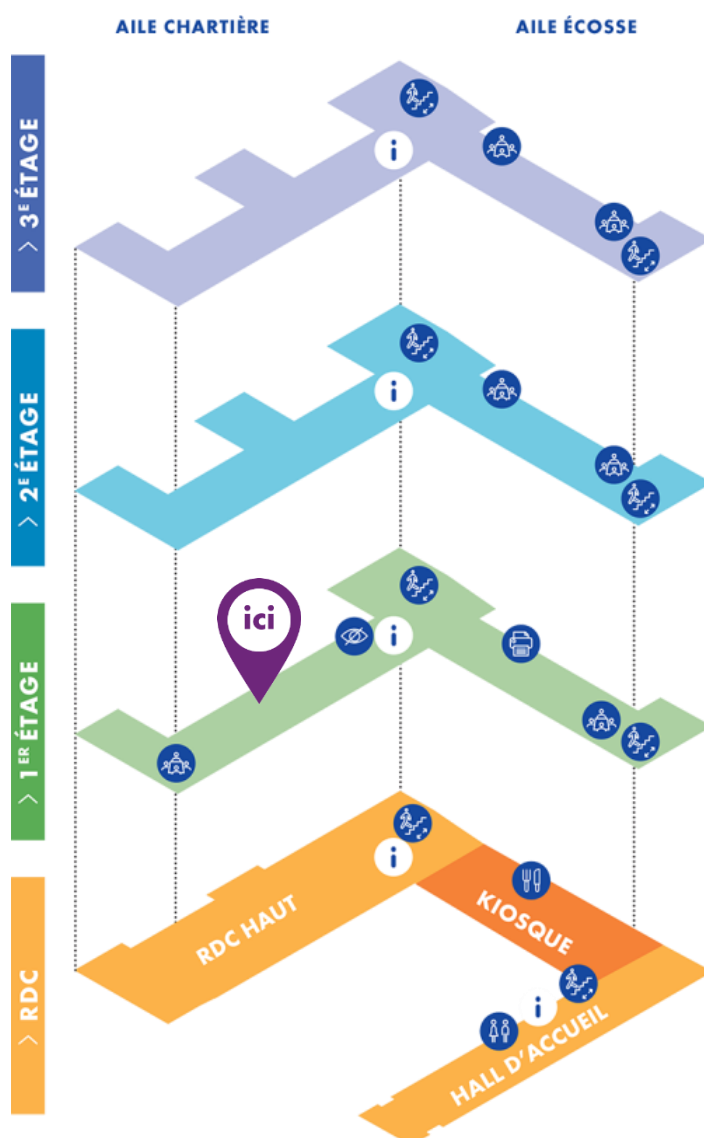 AILE CHARTIÈRE
AILE ÉCOSSE
> 3E ÉTAGE
i
> 2E ÉTAGE
i
ici
i
> 1ER ÉTAGE
i
RDC HAUT
KIOSQUE
> RDC
i
HALL D'ACCUEIL